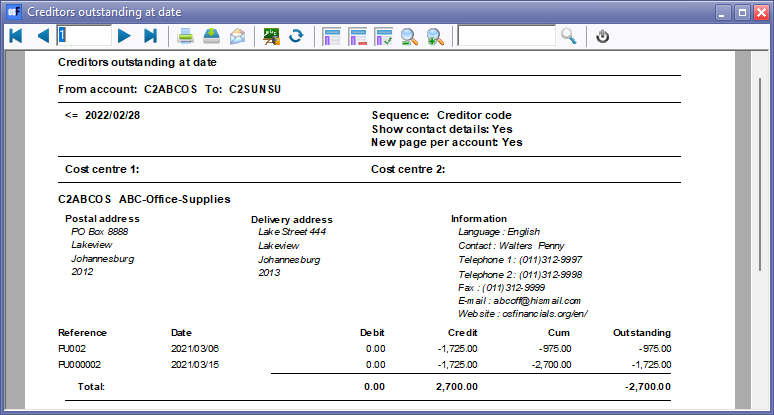 Creditors outstanding at date
1
Creditors outstanding at date
From account: C2ABCOS To: C2SUNSU
<= 2022/02/28 Sequence: Creditor code
Show contact details: Yes
New page per account: Yes
Cost centre 1: Cost centre 2:
C2ABCOS ABC-Office-Supplies
Postal address Delivery address Information
PO Box 8888 Lake Street 444 Language : English
Lakeview Lakeview Contact : Walters Penny
Johannesburg Johannesburg Telephone 1 : (011)312-9997
2012 2013 Telephone 2 : (011)312-9998
Fax : (011)312-9999
E-mail : abcoff@hismail.com
Website : osfinancials.org/en/
Reference Date Debit Credit Cum Outstanding
PU002 2021/03/06 0.00 -1,725.00 -975.00 -975.00
PU000002 2021/03/15 0.00 -1,725.00 -2,700.00 -1,725.00
Total: 0.00 2,700.00 -2,700.00